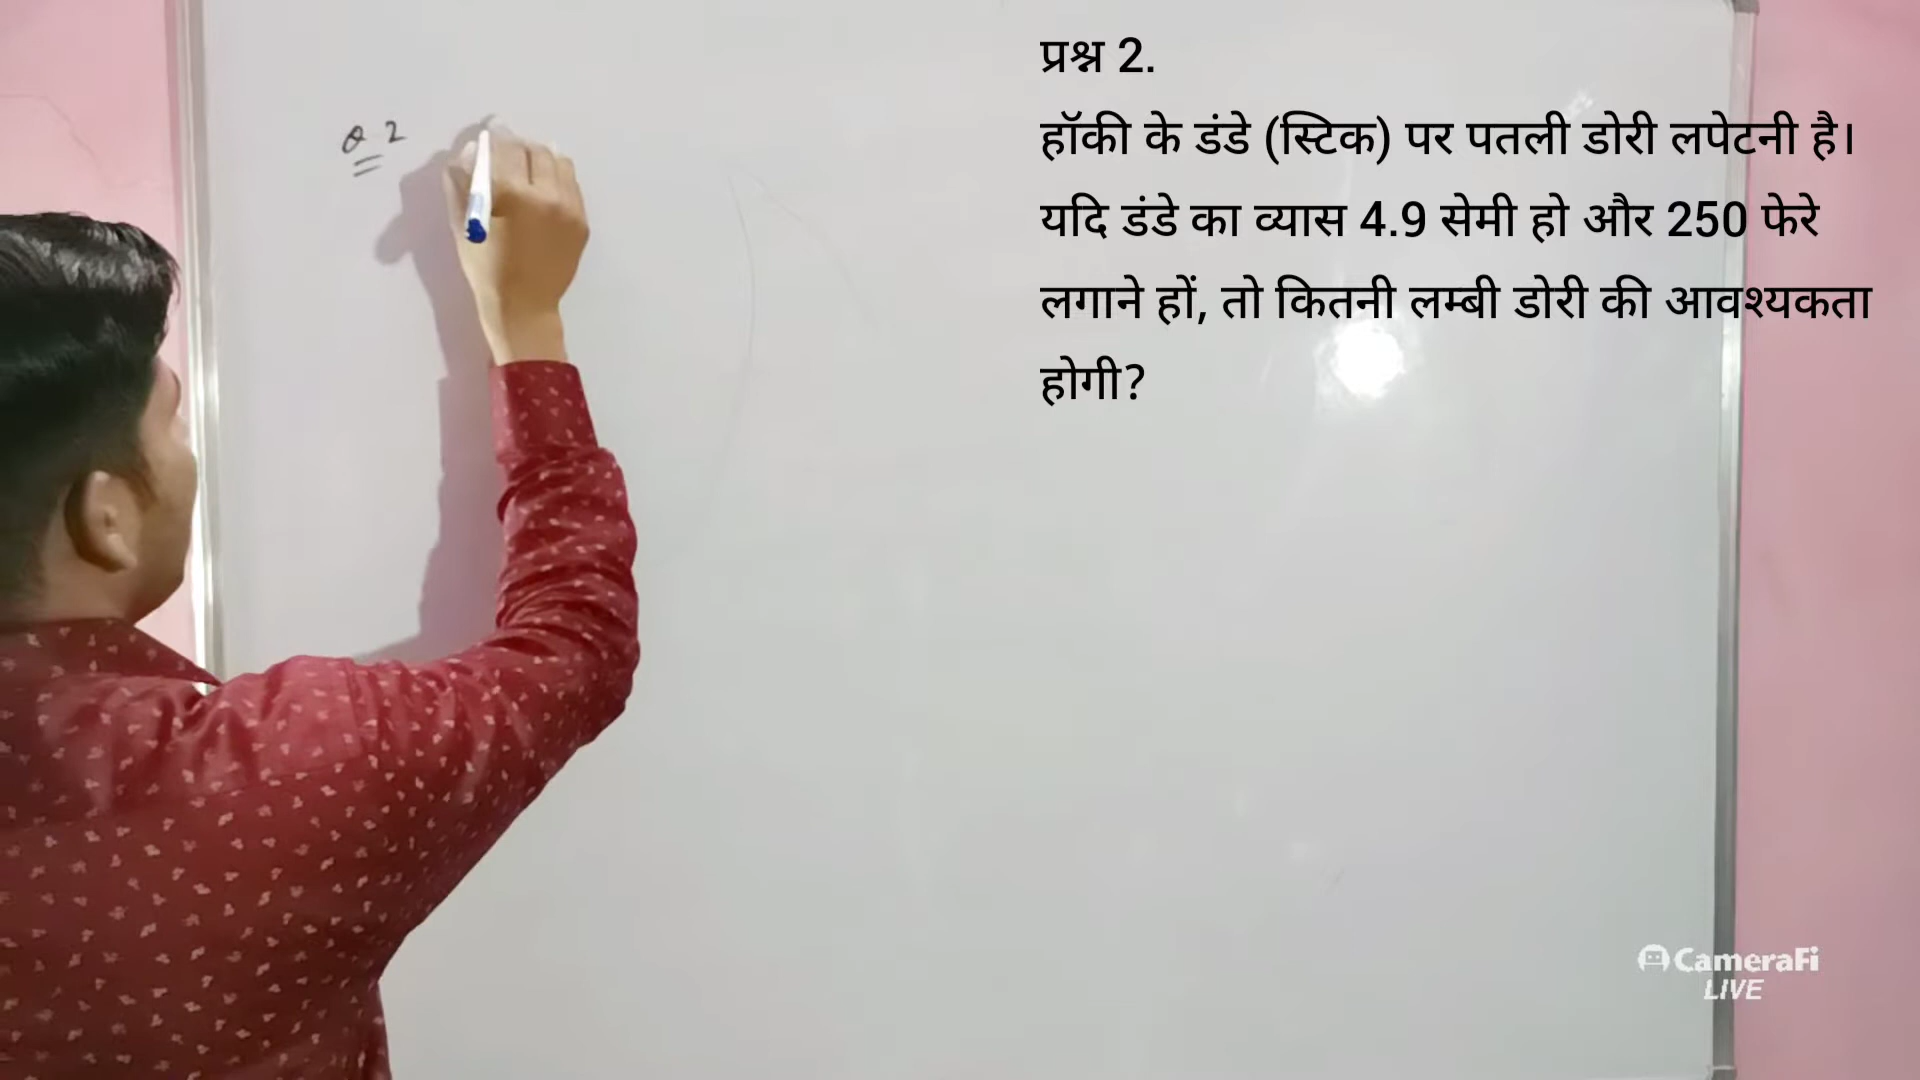 Q 2
प्रश्न 2.
हॉकी के डंडे (स्टिक) पर पतली डोरी लपेटनी है।
यदि डंडे का व्यास 4.9 सेमी हो और 250 फेरे
लगाने हों, तो कितनी लम्बी डोरी की आवश्यकता
होगी?
CameraFi
LIVE